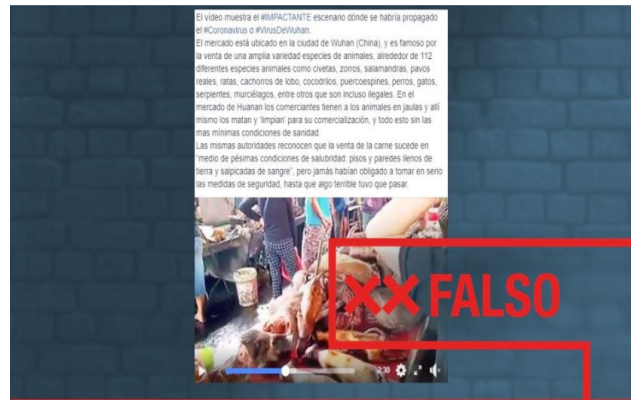 El vídeo muestra el #IMPACTANTE escenario dónde se habría propagado
el #Coronavirus o #VirusDeWuhan.
El mercado está ubicado en la ciudad de Wuhan (China), y es famoso por
la venta de una amplia variedad especies de animales, alrededor de 112
diferentes especies animales como civetas, zorros, salamandras, pavos
reales, ratas, cachorros de lobo, cocodrilos, puercoespines, perros, gatos,
serpientes, murciélagos, entre otros que son incluso ilegales. En el
mercado de Huanan los comerciantes tienen a los animales en jaulas y allí
mismo los matan y 'limpian' para su comercialización, y todo esto sin las
mas mínimas condiciones de sanidad.
Las mismas autoridades reconocen que la venta de la carne sucede en
"medio de pésimas condiciones de salubridad: pisos y paredes llenos de
tierra y salpicadas de sangre", pero jamás habían obligado a tomar en serio
las medidas de seguridad, hasta que algo terrible tuvo que pasar.
XX FALSO
2:30